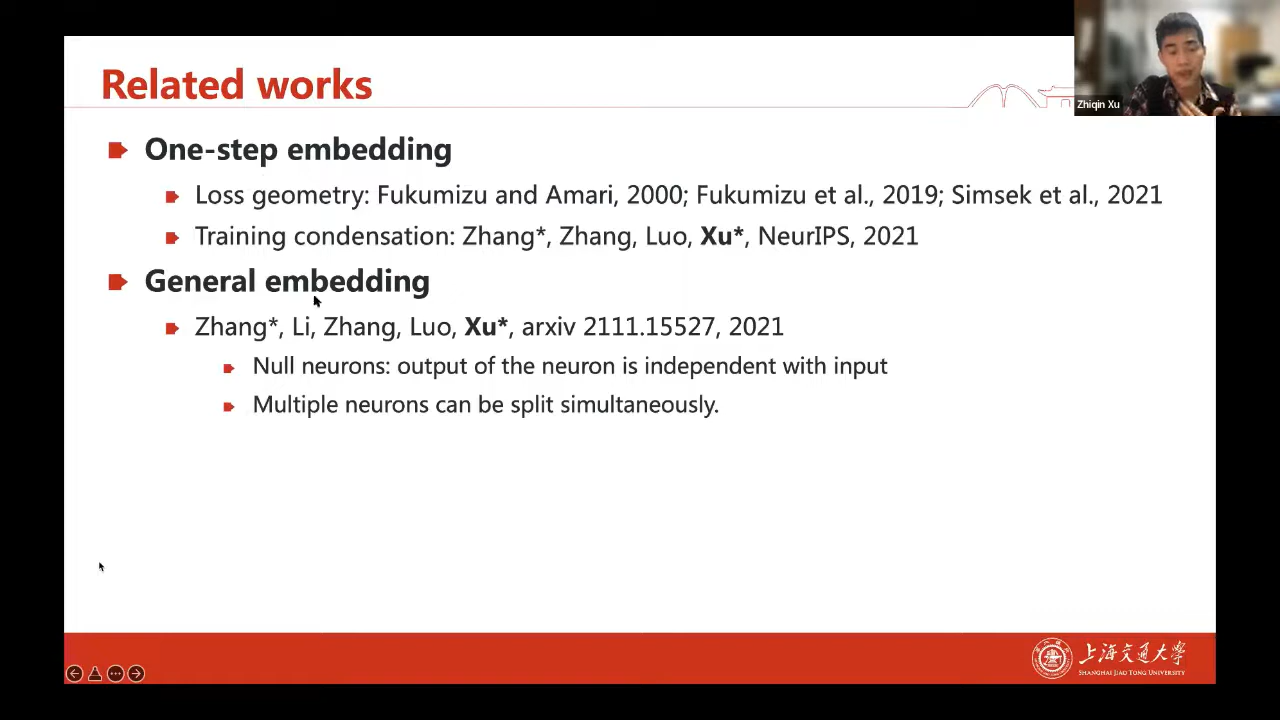 Related works
Zhiqin Xu
One-step embedding
Loss geometry: Fukumizu and Amari, 2000; Fukumizu et al., 2019; Simsek et al., 2021
Training condensation: Zhang*, Zhang, Luo, Xu*, NeurIPS, 2021
General embedding
Zhang*, Li, Zhang, Luo, Xu*, arxiv 2111.15527, 2021
Null neurons: output of the neuron is independent with input
Multiple neurons can be split simultaneously.
上海交通大学
SHANGHAI JIAO TONG UNIVERSITY